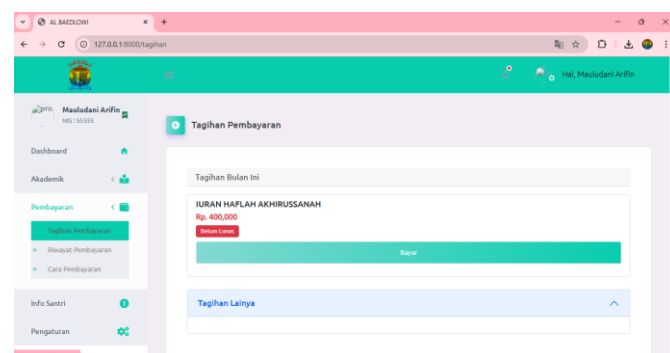 AL BAEDLOWI
127.0.0.1:8000/tagihan
Hai, Mauludani Arifin
pro
Mauludani Arifin
NIS : 55555
Tagihan Pembayaran
Dashboard
Akademik
Tagihan Bulan Ini
Pembayaran
IURAN HAFLAH AKHIRUSSANAH
Rp. 400,000
Belum Lunas
Tagihan Pembayaran
Bayar
Riwayat Pembayaran
Cara Pembayaran
Info Santri
Tagihan Lainya
Pengaturan